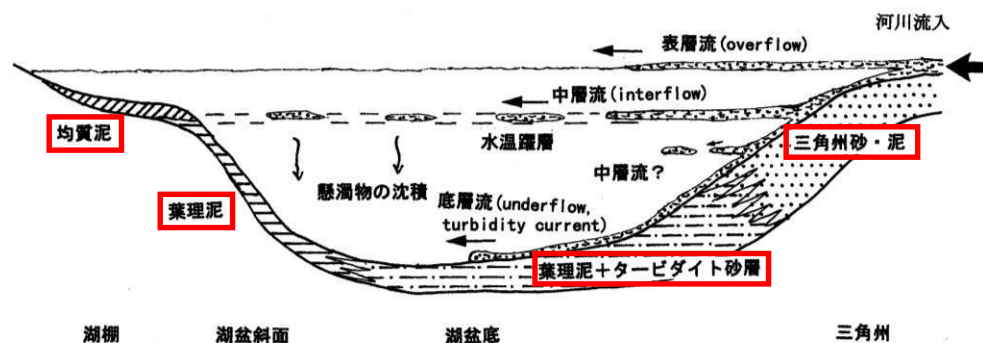 河川流入
表層流(overflow)
中層流(interflow)
均質泥
水温躍層
三角州砂・泥
中層流?
懸濁物の沈積
葉理泥
底層流(underflow,
turbidity current)
葉理泥+タービダイト砂層
湖棚
湖盆斜面
湖盆底
三角州